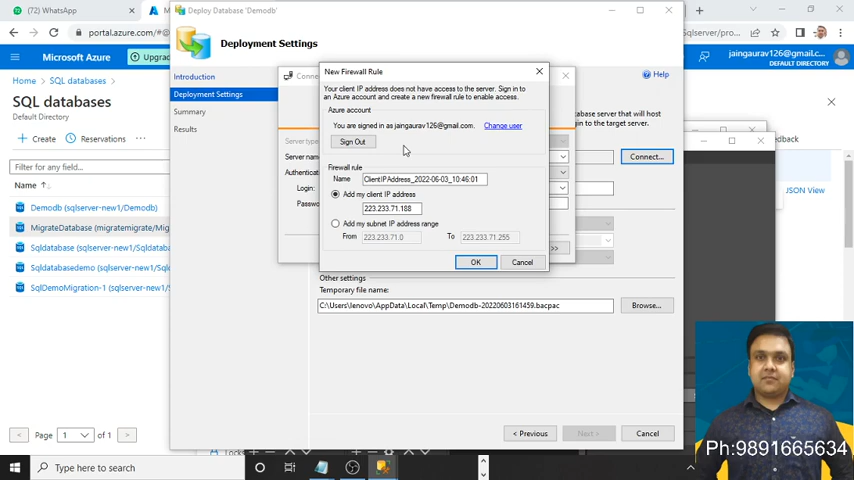 (72) WhatsApp
Deploy Database 'Demodb'
portal.azure.com/#@
Sqlserver/pro...
Microsoft Azure
Upgrade
jaingaurav126@gmail.c...
DEFAULT DIRECTORY
Home > SQL databases >
SQL databases
Default Directory
+ Create
Reservations
Filter for any field...
Name
Demodb (sqlserver-new1/Demodb)
MigrateDatabase (migratemigrate/Mig
Sqldatabase (sqlserver-new1/
Sqldatabasedemo (sqlserver-new1/
SqlDemoMigration-1 (sqlserver-new1/
Page 1 of 1
Deployment Settings
Help
Introduction
Deployment Settings
Summary
Results
Server name
Login:
New Firewall Rule
Your client IP address does not have access to the server. Sign in to
an Azure account and create a new firewall rule to enable access.
Azure account
You are signed in as jaingaurav126@gmail.com.
Change user
Sign Out
Firewall rule
Name
ClientIPAddress_2022-06-03_10:46:01
Add my client IP address
223.233.71.188
Add my subnet IP address range
From
223.233.71.0
To
223.233.71.255
OK
Cancel
Connect...
JSON View
Other settings
Temporary file name:
C:\Users\lenovo\AppData\Local\Temp\Demodb-20220603161459.bacpac
Browse...
< Previous
Next >
Cancel
Locks
Ph:9891665634
Type here to search